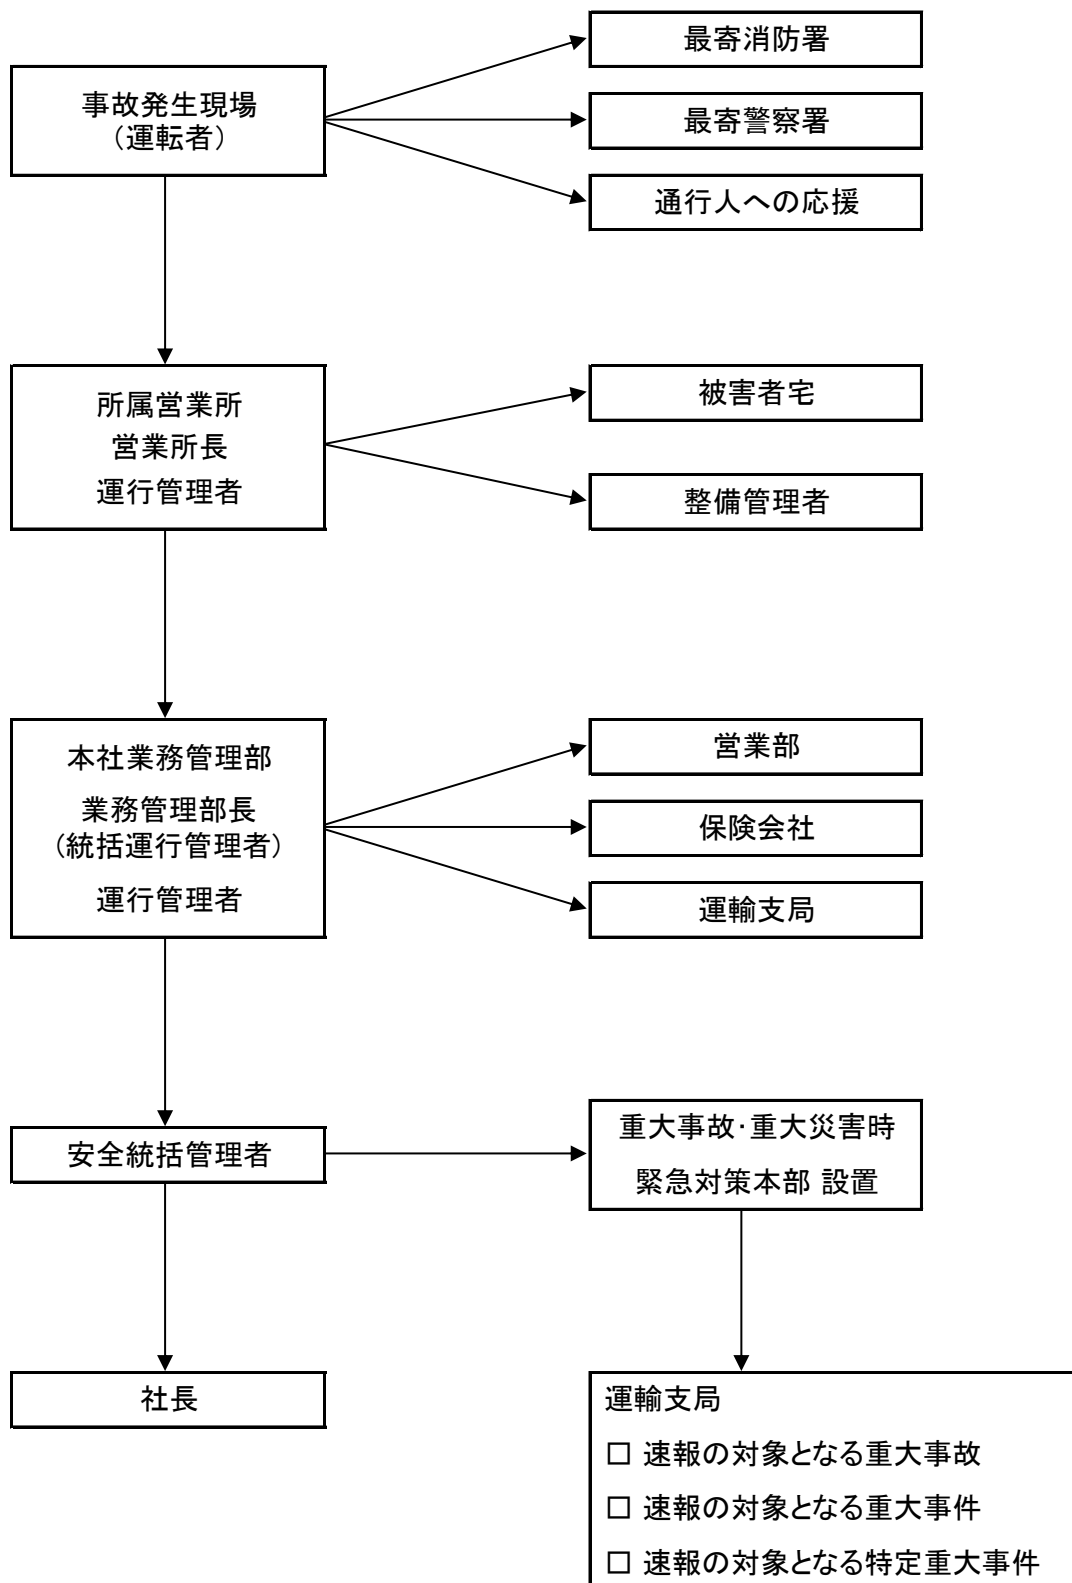 最寄消防署
事故発生現場
（運転者）
最寄警察署
通行人への応援
所属営業所
営業所長
運行管理者
被害者宅
整備管理者
本社業務管理部
業務管理部長
（統括運行管理者）
運行管理者
営業部
保険会社
運輸支局
安全統括管理者
重大事故・重大災害時
緊急対策本部 設置
社長
運輸支局
□ 速報の対象となる重大事故
□ 速報の対象となる重大事件
□ 速報の対象となる特定重大事件